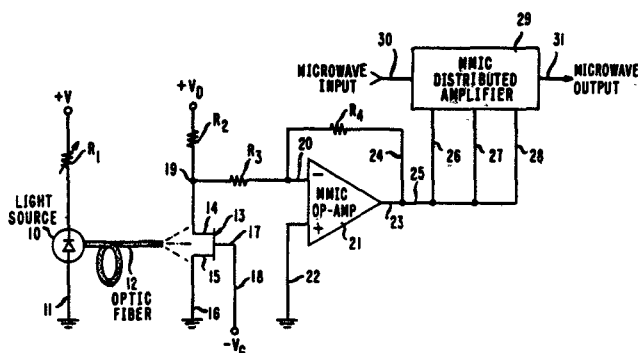 30
29
31
MICROWAVE INPUT
MMIC DISTRIBUTED AMPLIFIER
MICROWAVE OUTPUT
+V
+V_D
R1
R2
R4
26
27
28
24
25
19
R3
20
LIGHT SOURCE
10
14
13
17
MMIC OP-AMP
21
23
12
OPTIC FIBER
15
18
22
11
16
-V_G